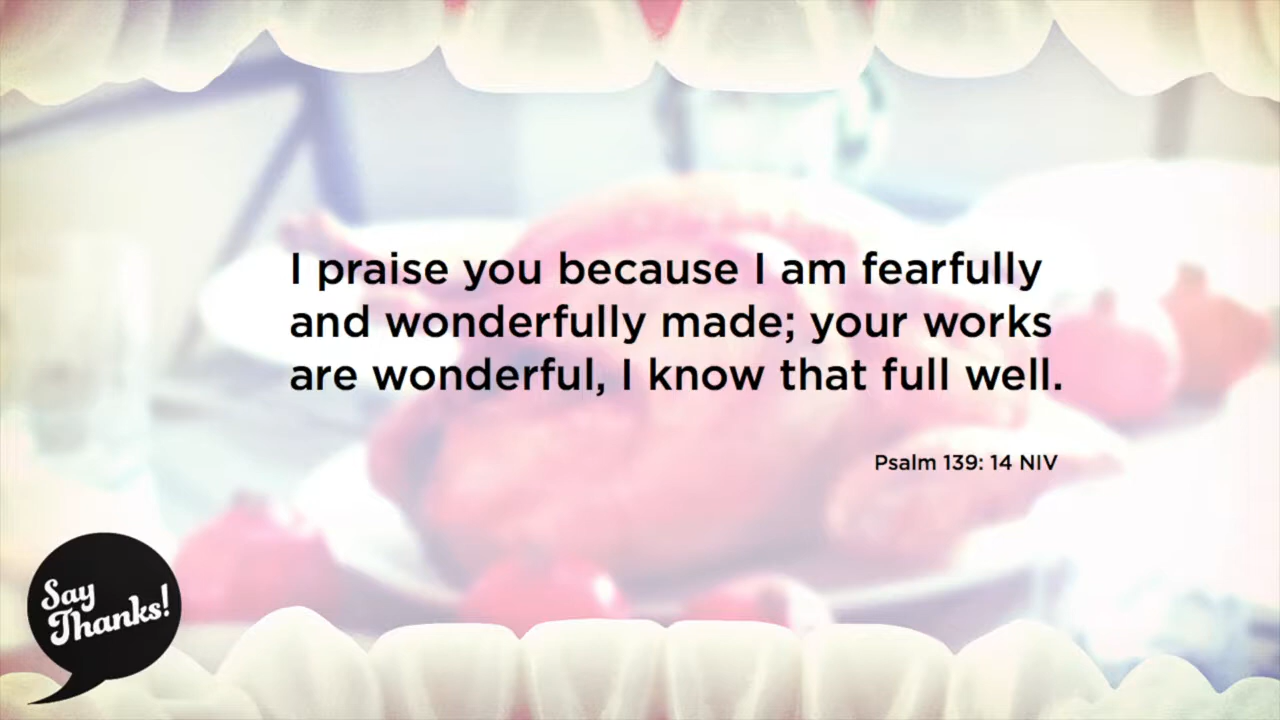 I praise you because I am fearfully
and wonderfully made; your works
are wonderful, I know that full well.
Psalm 139: 14 NIV
Say
Thanks!